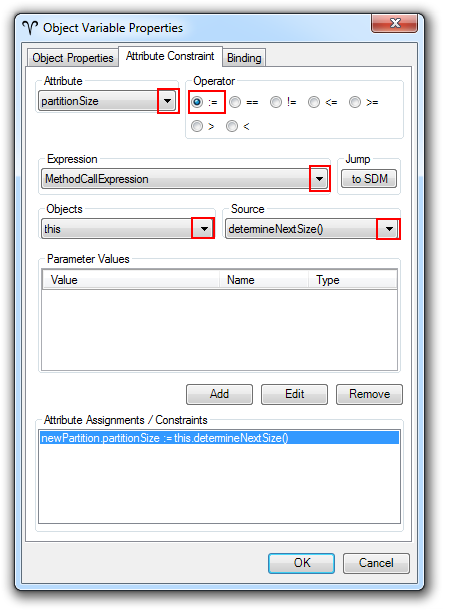 Object Variable Properties
Object Properties
Attribute Constraint
Binding
Attribute
Operator
partitionSize
:=
==
!=
<=
>=
>
<
Expression
Jump
MethodCallExpression
to SDM
Objects
Source
this
determineNextSize()
Parameter Values
Value
Name
Type
Add
Edit
Remove
Attribute Assignments / Constraints
newPartition.partitionSize := this.determineNextSize()
OK
Cancel